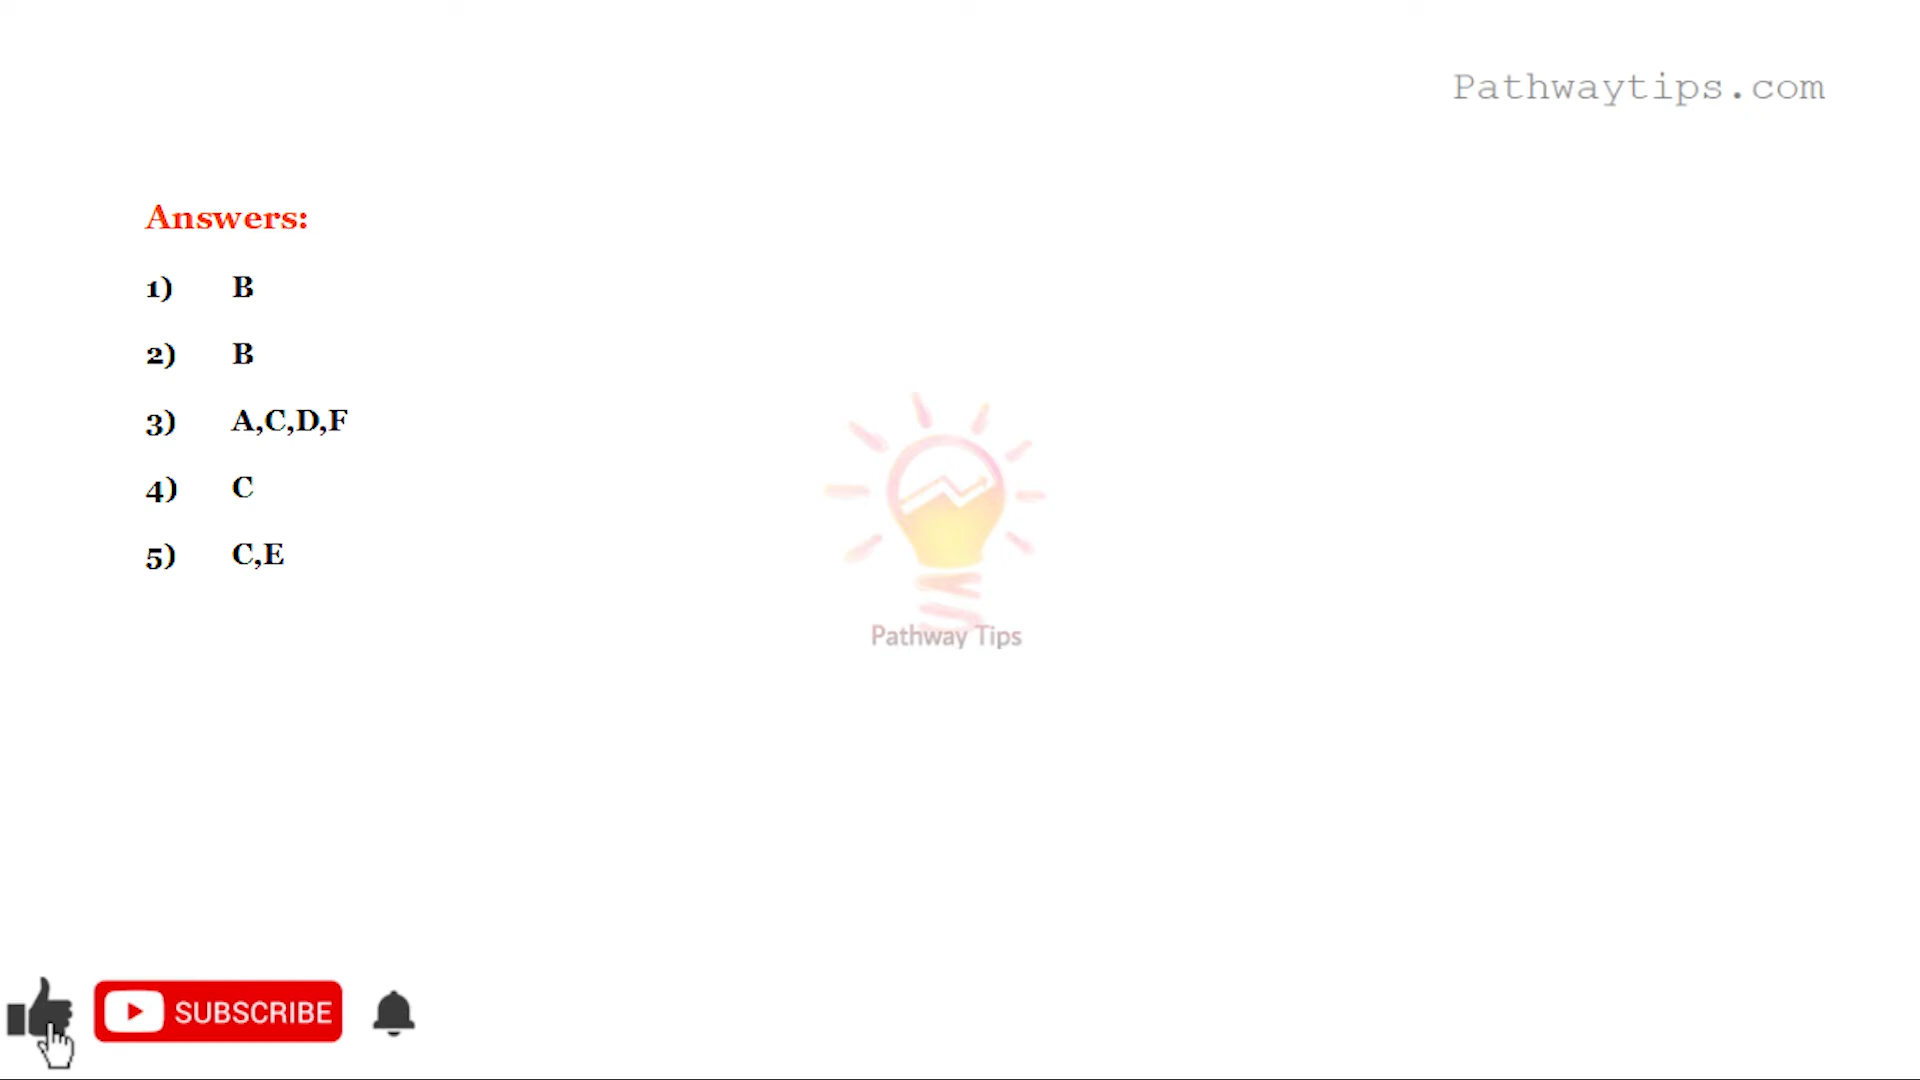 Pathwaytips.com
Answers:
1) B
2) B
3) A,C,D,F
4) C
5) C,E
Pathway Tips
SUBSCRIBE